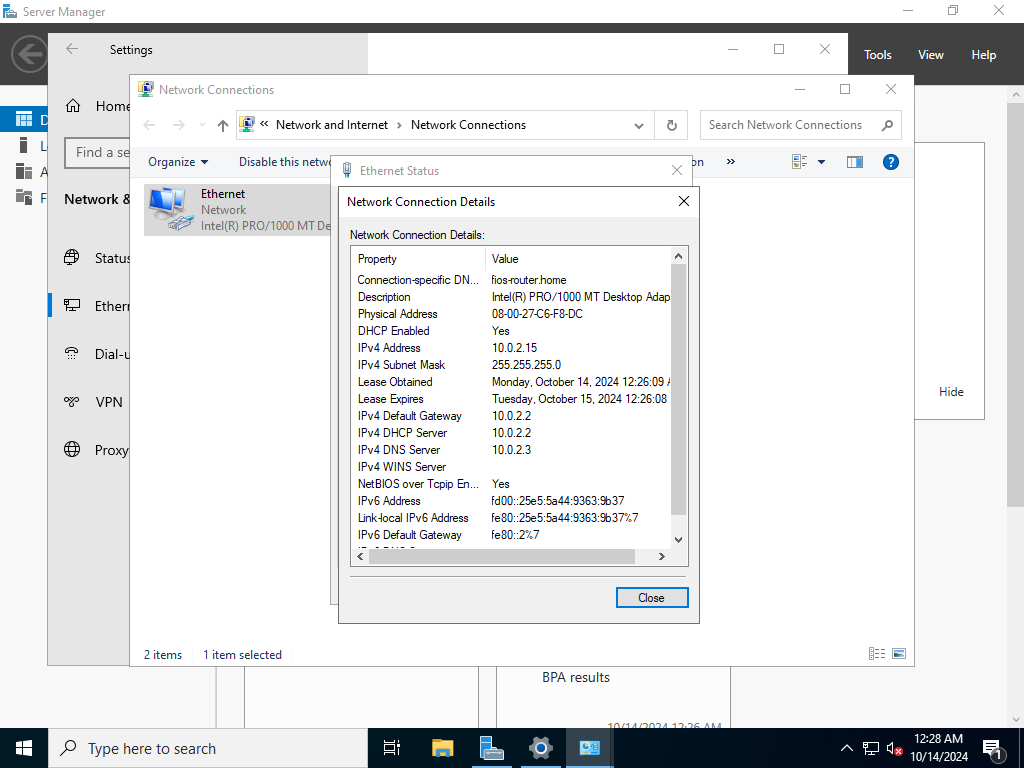 Server Manager
Settings
Tools View Help
Network Connections
Home
« Network and Internet › Network Connections
Search Network Connections
Find a se
Organize
Disable this netwo
on »
Ethernet Status
Network &
Ethernet
Network
Intel(R) PRO/1000 MT De
Network Connection Details
Network Connection Details:
Property Value
Connection-specific DN... fios-router.home
Description Intel(R) PRO/1000 MT Desktop Adap
Physical Address 08-00-27-C6-F8-DC
DHCP Enabled Yes
IPv4 Address 10.0.2.15
IPv4 Subnet Mask 255.255.255.0
Lease Obtained Monday, October 14, 2024 12:26:09 A
Lease Expires Tuesday, October 15, 2024 12:26:08
IPv4 Default Gateway 10.0.2.2
IPv4 DHCP Server 10.0.2.2
IPv4 DNS Server 10.0.2.3
IPv4 WINS Server
NetBIOS over Tcpip En... Yes
IPv6 Address fd00::25e5:5a44:9363:9b37
Link-local IPv6 Address fe80::25e5:5a44:9363:9b37%7
IPv6 Default Gateway fe80::2%7
Close
D
L
A
F
Status
Ethern
Dial-u
VPN
Proxy
Hide
2 items 1 item selected
BPA results
10/14/2024 12:26 AM
Type here to search
12:28 AM
10/14/2024
1